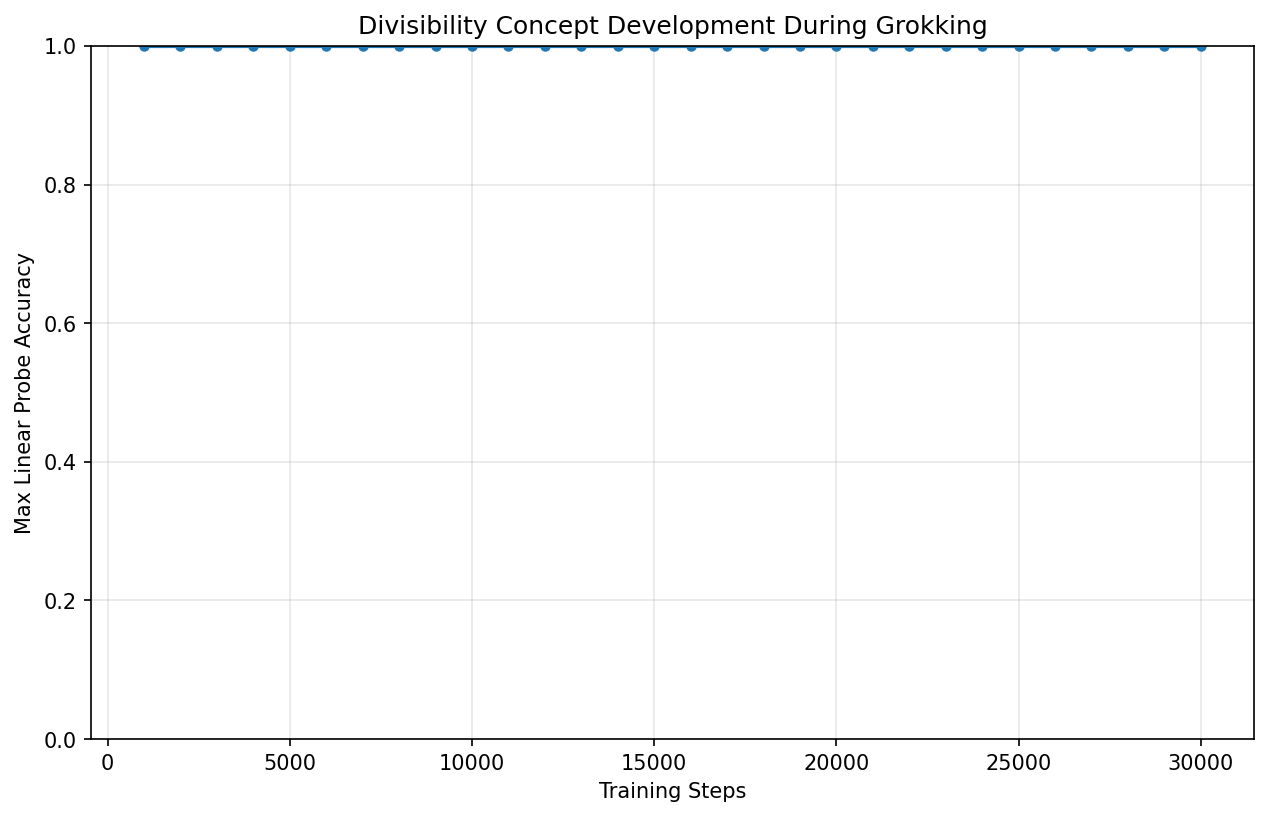 Divisibility Concept Development During Grokking
1.0
0.8
0.6
0.4
0.2
0.0
Max Linear Probe Accuracy
0 5000 10000 15000 20000 25000 30000
Training Steps